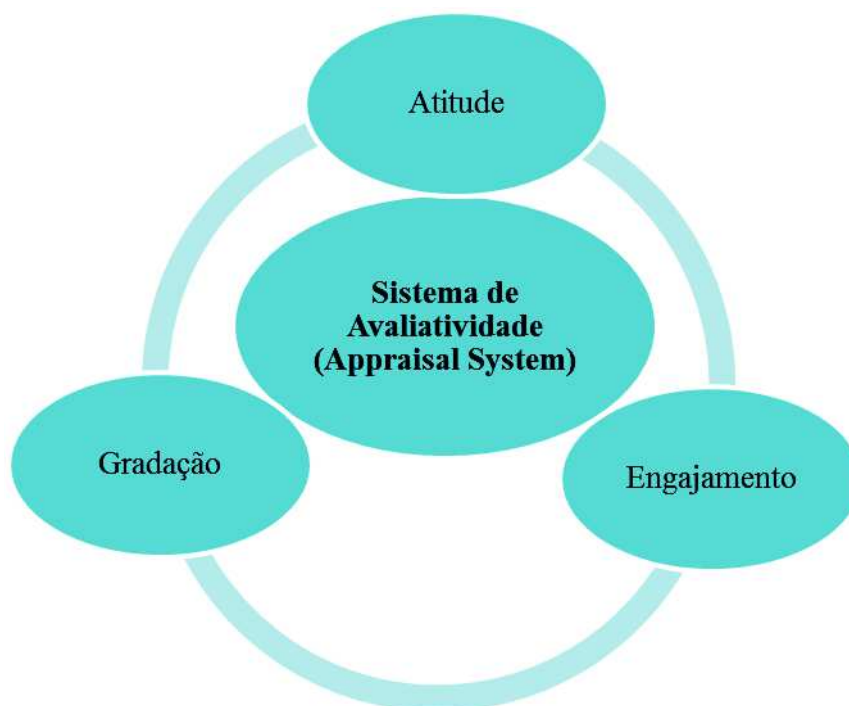 Atitude
Sistema de
Avaliatividade
(Appraisal System)
Gradação
Engajamento